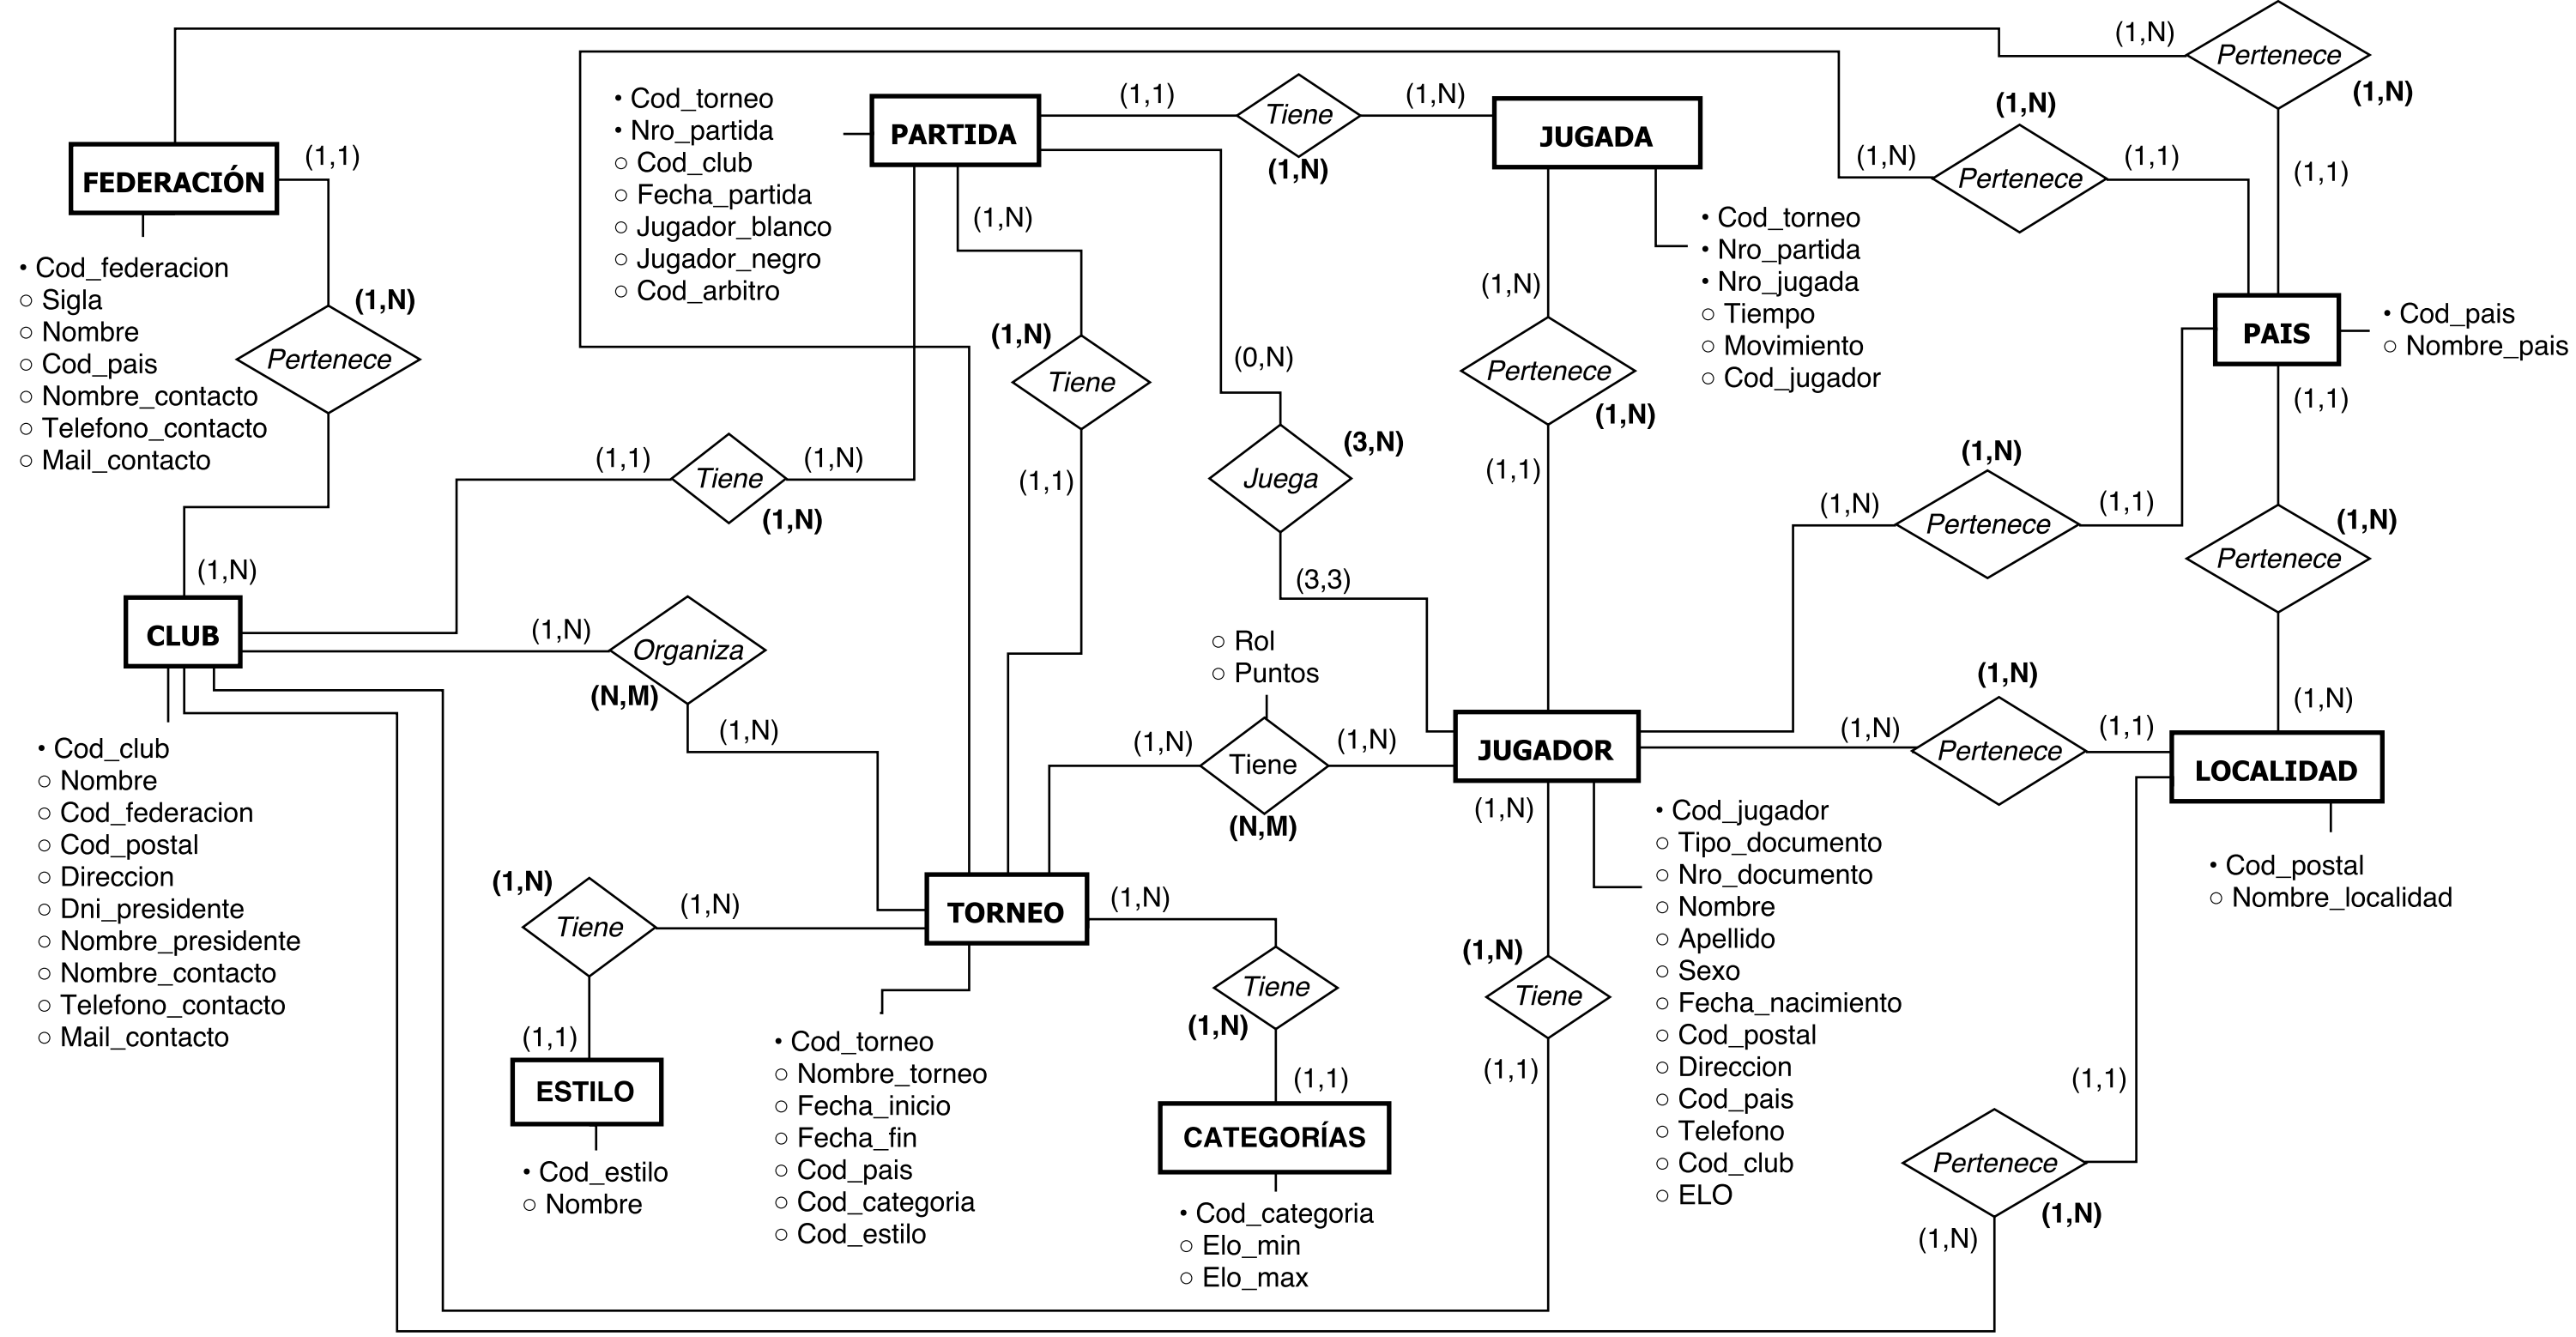 (1,N)
Pertenece
(1,N)
(1,1)
FEDERACIÓN
(1,1)
• Cod_federacion
○ Sigla
○ Nombre
○ Cod_pais
○ Nombre_contacto
○ Telefono_contacto
○ Mail_contacto
(1,N)
Pertenece
(1,N)
• Cod_torneo
• Nro_partida
○ Cod_club
○ Fecha_partida
○ Jugador_blanco
○ Jugador_negro
○ Cod_arbitro
PARTIDA
(1,1)
Tiene
(1,N)
(1,N)
JUGADA
• Cod_torneo
• Nro_partida
• Nro_jugada
○ Tiempo
○ Movimiento
○ Cod_jugador
(1,N)
(1,N)
Pertenece
(1,1)
PAIS
• Cod_pais
○ Nombre_pais
(1,N)
(1,N)
Tiene
(1,1)
(0,N)
Juega
(3,N)
(3,3)
(1,N)
Pertenece
(1,N)
(1,1)
(1,1)
Tiene
(1,N)
(1,N)
(1,N)
(1,N)
Pertenece
(1,1)
(1,1)
(1,N)
Pertenece
(1,N)
CLUB
• Cod_club
○ Nombre
○ Cod_federacion
○ Cod_postal
○ Direccion
○ Dni_presidente
○ Nombre_presidente
○ Nombre_contacto
○ Telefono_contacto
○ Mail_contacto
(1,N)
Organiza
(N,M)
(1,N)
○ Rol
○ Puntos
(1,N)
Tiene
(1,N)
(N,M)
JUGADOR
• Cod_jugador
○ Tipo_documento
○ Nro_documento
○ Nombre
○ Apellido
○ Sexo
○ Fecha_nacimiento
○ Cod_postal
○ Direccion
○ Cod_pais
○ Telefono
○ Cod_club
○ ELO
(1,N)
(1,N)
Pertenece
(1,1)
LOCALIDAD
• Cod_postal
○ Nombre_localidad
(1,N)
Tiene
(1,N)
(1,1)
ESTILO
• Cod_estilo
○ Nombre
TORNEO
• Cod_torneo
○ Nombre_torneo
○ Fecha_inicio
○ Fecha_fin
○ Cod_pais
○ Cod_categoria
○ Cod_estilo
(1,N)
Tiene
(1,N)
(1,1)
CATEGORÍAS
• Cod_categoria
○ Elo_min
○ Elo_max
(1,N)
(1,N)
Tiene
(1,1)
(1,1)
Pertenece
(1,N)
(1,N)